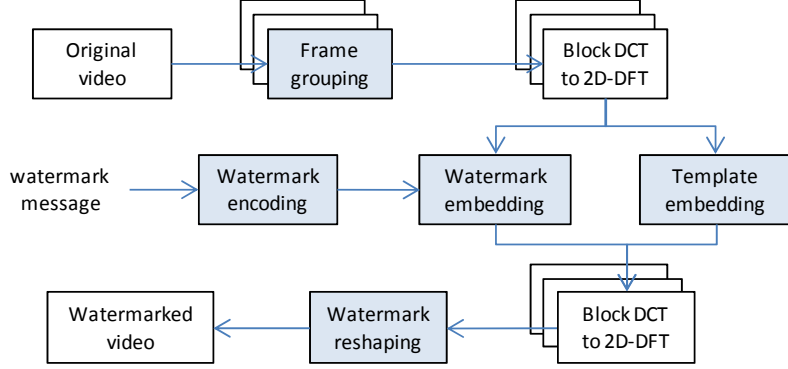 Original
video
Frame
grouping
Block DCT
to 2D-DFT
watermark
message
Watermark
encoding
Watermark
embedding
Template
embedding
Watermarked
video
Watermark
reshaping
Block DCT
to 2D-DFT